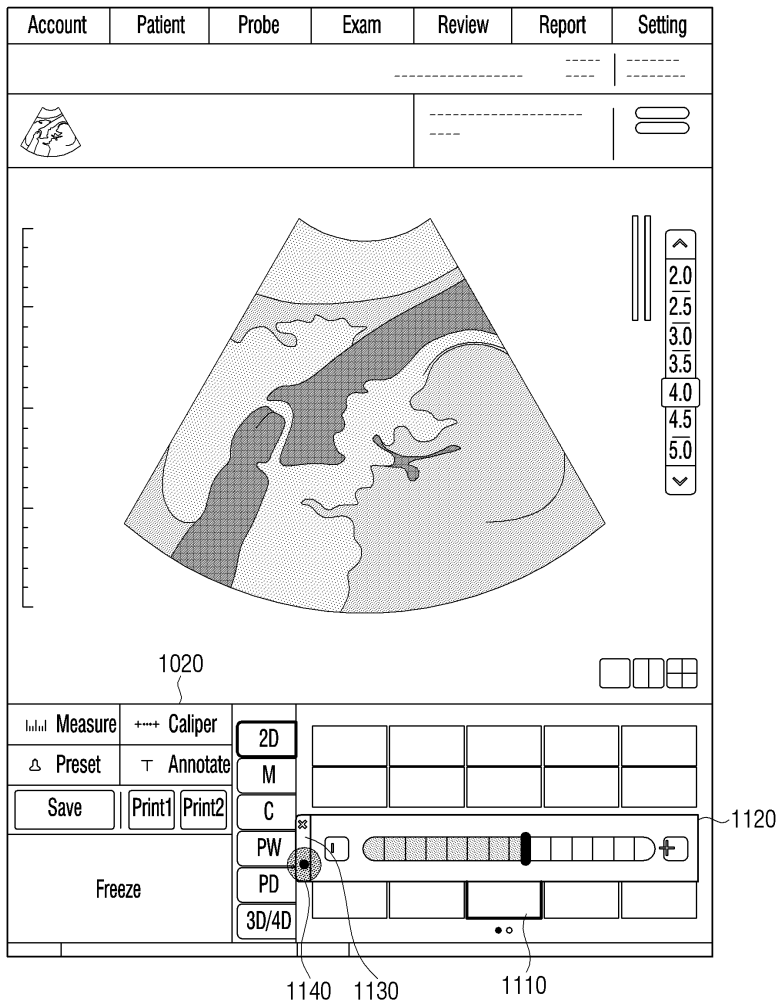 Account Patient Probe Exam Review Report Setting
2.0
2.5
3.0
3.5
4.0
4.5
5.0
1020
Measure Caliper
Preset Annotate
Save Print1 Print2
Freeze
2D
M
C
PW
PD
3D/4D
1120
1140 1130 1110